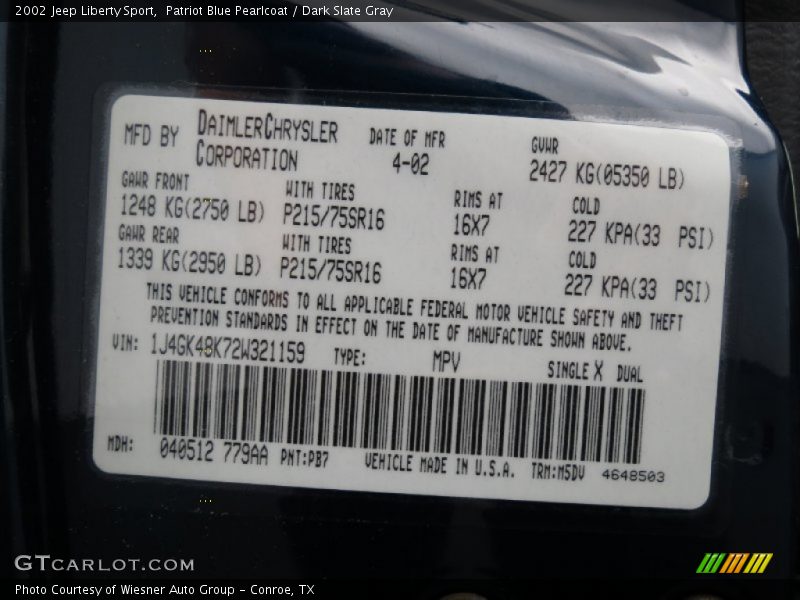 2002 Jeep Liberty Sport,  Patriot Blue Pearlcoat / Dark Slate Gray
MFD BY DAIMLERCHRYSLER CORPORATION
DATE OF MFR 4-02
GVWR 2427 KG(05350 LB)
GAWR FRONT WITH TIRES RIMS AT COLD
1248 KG(2750 LB) P215/75SR16 16X7 227 KPA(33 PSI)
GAWR REAR WITH TIRES RIMS AT COLD
1339 KG(2950 LB) P215/75SR16 16X7 227 KPA(33 PSI)
THIS VEHICLE CONFORMS TO ALL APPLICABLE FEDERAL MOTOR VEHICLE SAFETY AND THEFT
PREVENTION STANDARDS IN EFFECT ON THE DATE OF MANUFACTURE SHOWN ABOVE.
VIN: 1J4GK48K72W321159 TYPE: MPV SINGLE X DUAL
MDH: 040512 779AA PNT:PB7 VEHICLE MADE IN U.S.A. TRM:M5DV 4648503
GTCARLOT.COM
Photo Courtesy of Wiesner Auto Group - Conroe, TX